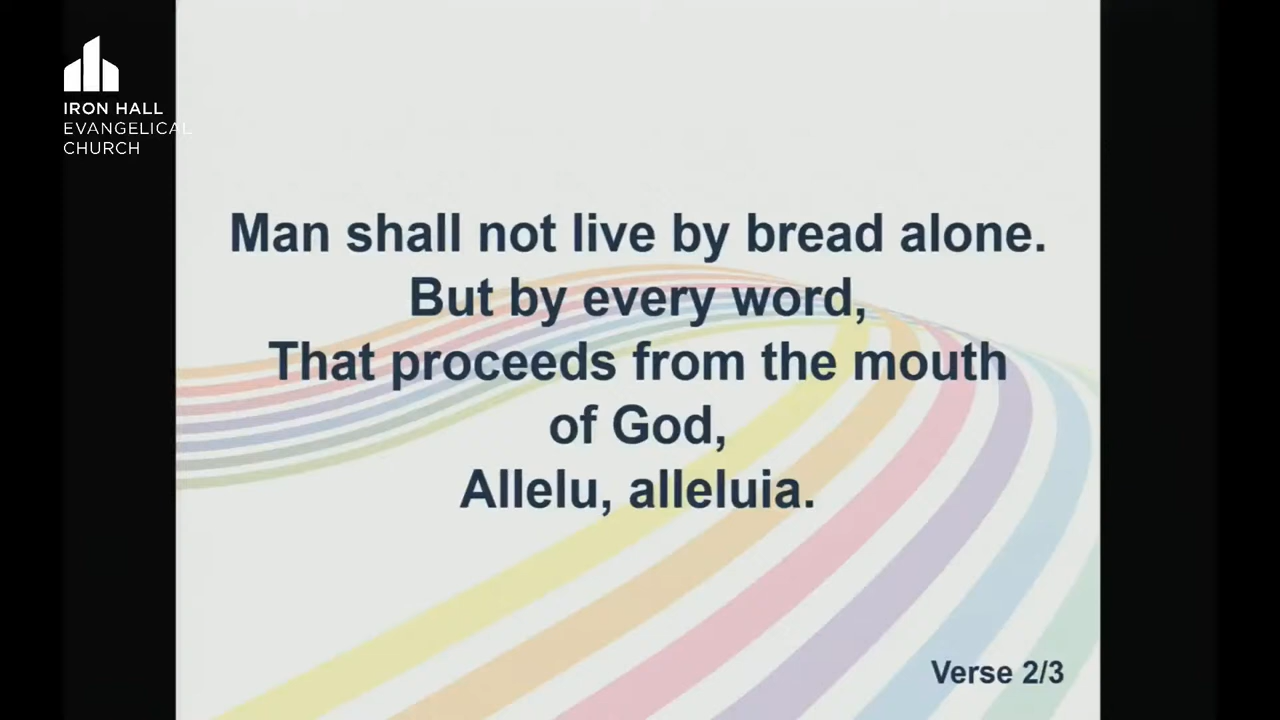 IRON HALL
EVANGELICAL
CHURCH
Man shall not live by bread alone.
But by every word,
That proceeds from the mouth
of God,
Allelu, alleluia.
Verse 2/3